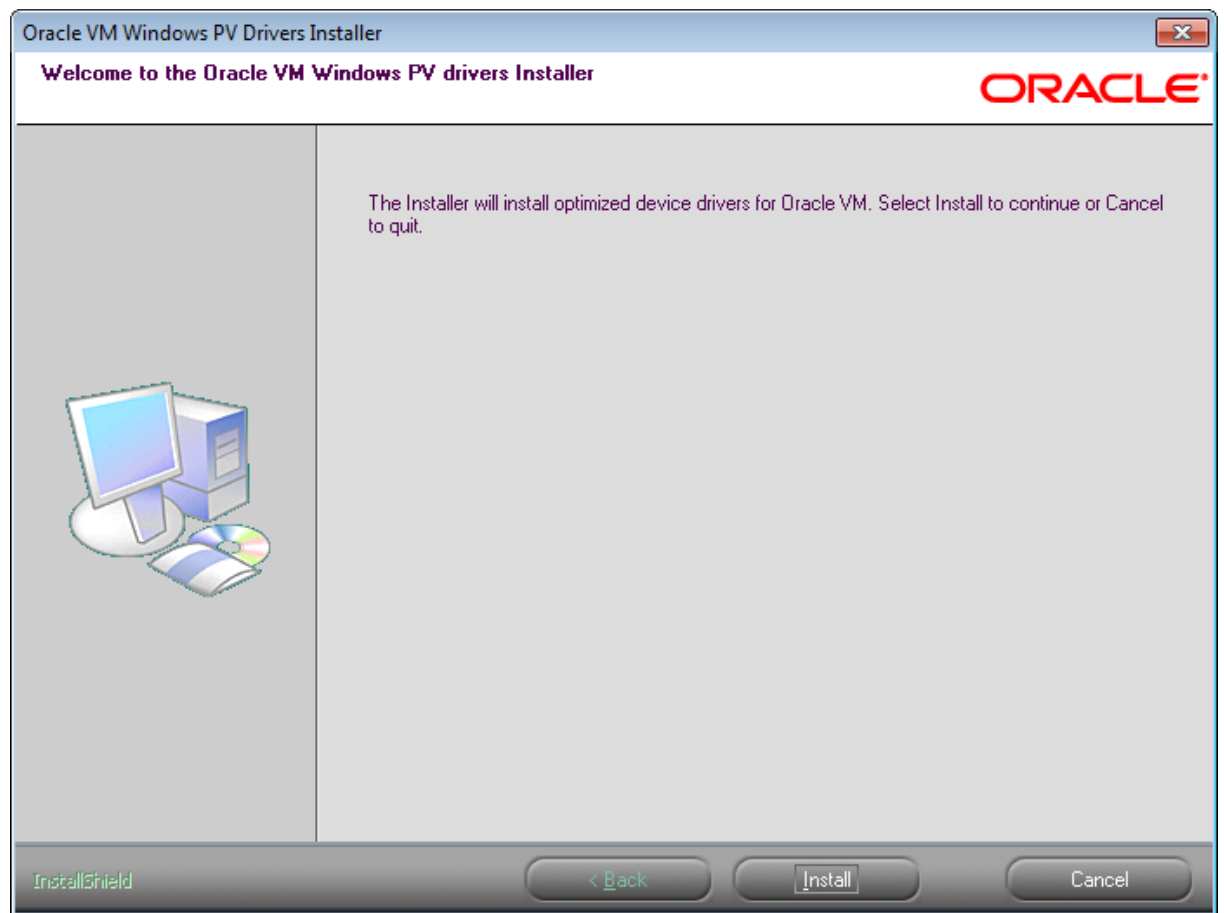 Oracle VM Windows PV Drivers Installer
Welcome to the Oracle VM Windows PV drivers Installer
ORACLE
The Installer will install optimized device drivers for Oracle VM. Select Install to continue or Cancel
to quit.
InstallShield
< Back
Install
Cancel